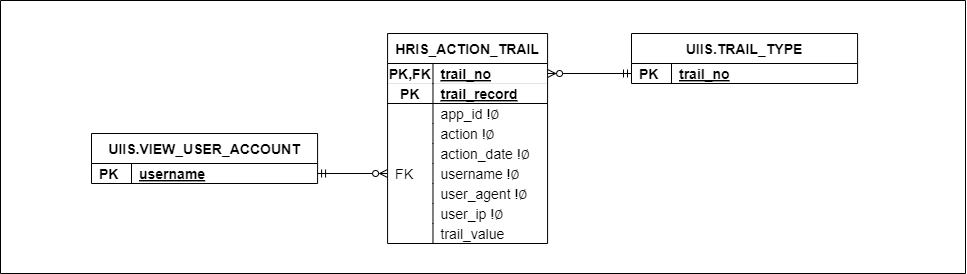 HRIS_ACTION_TRAIL
PK,FK trail_no
PK trail_record
app_id !Ø
action !Ø
action_date !Ø
FK username !Ø
user_agent !Ø
user_ip !Ø
trail_value
UIIS.TRAIL_TYPE
PK trail_no
UIIS.VIEW_USER_ACCOUNT
PK username